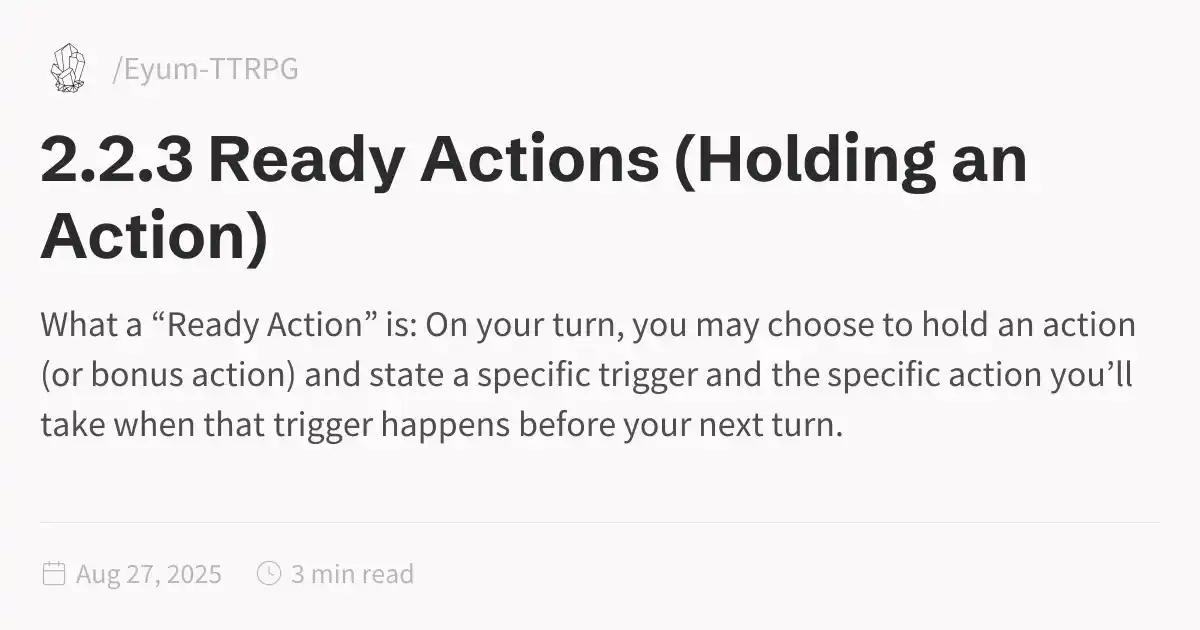 /Eyum-TTRPG
2.2.3 Ready Actions (Holding an
Action)
What a “Ready Action” is: On your turn, you may choose to hold an action
(or bonus action) and state a specific trigger and the specific action you’ll
take when that trigger happens before your next turn.
Aug 27, 2025 3 min read